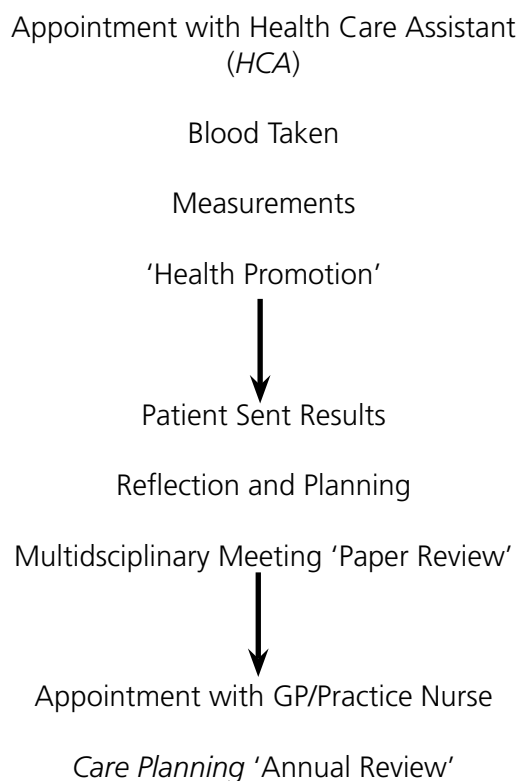 Appointment with Health Care Assistant
(HCA)
Blood Taken
Measurements
‘Health Promotion’
Patient Sent Results
Reflection and Planning
Multidsciplinary Meeting ‘Paper Review’
Appointment with GP/Practice Nurse
Care Planning ‘Annual Review’